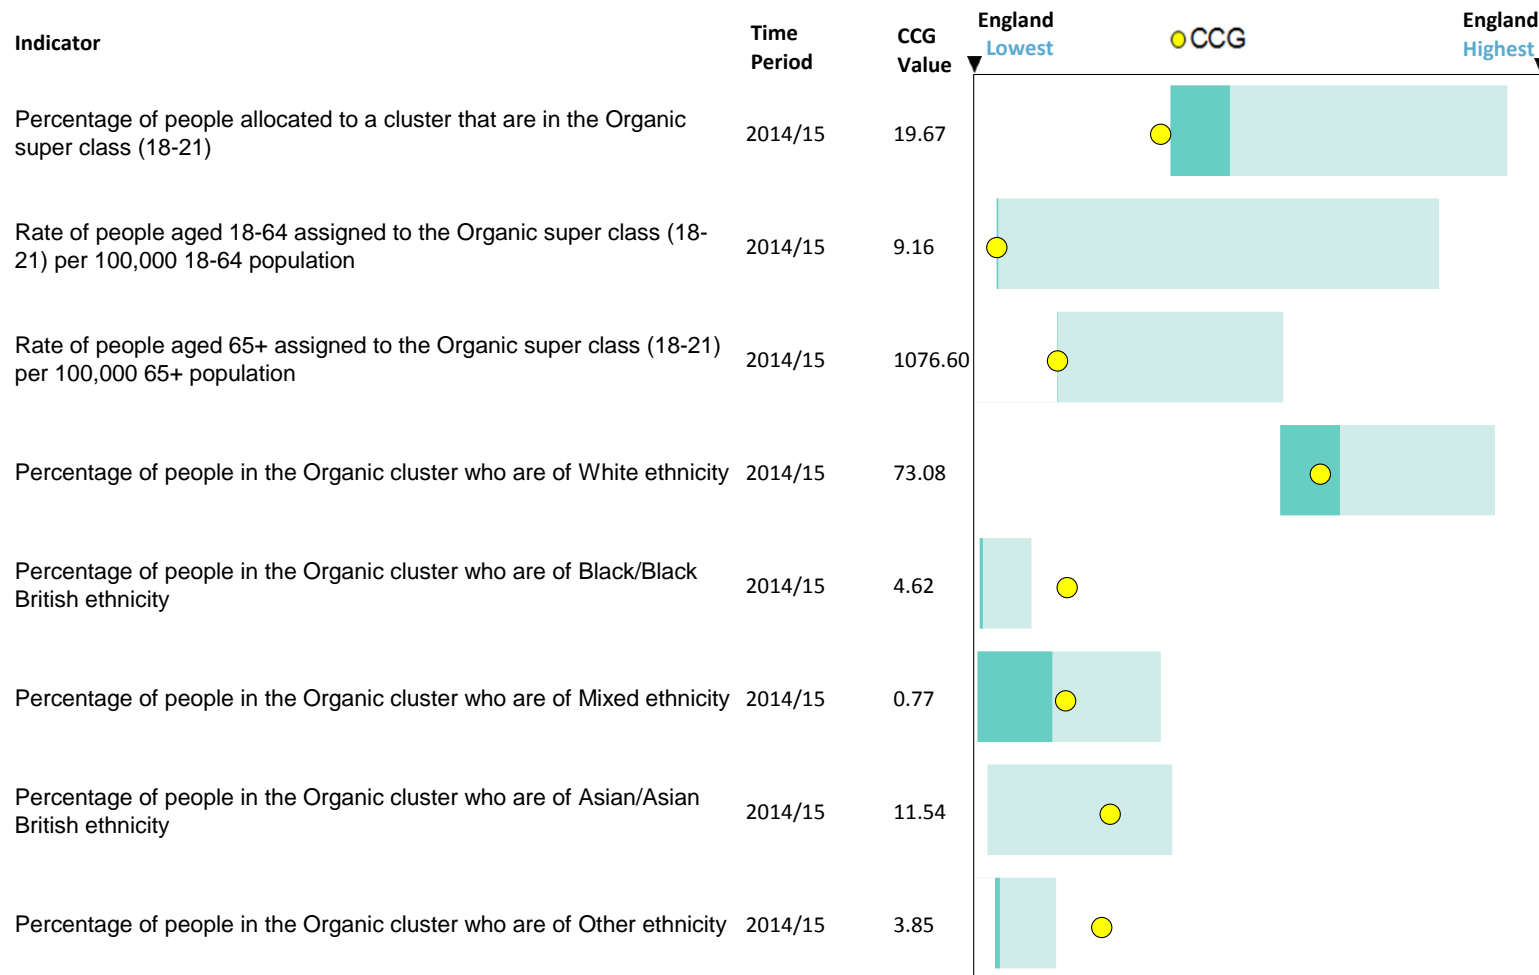 Indicator
Time
Period
CCG
Value
England
Lowest
CCG
England
Highest
Percentage of people allocated to a cluster that are in the Organic
super class (18-21)
2014/15
19.67
Rate of people aged 18-64 assigned to the Organic super class (18-
21) per 100,000 18-64 population
2014/15
9.16
Rate of people aged 65+ assigned to the Organic super class (18-21)
per 100,000 65+ population
2014/15
1076.60
Percentage of people in the Organic cluster who are of White ethnicity
2014/15
73.08
Percentage of people in the Organic cluster who are of Black/Black
British ethnicity
2014/15
4.62
Percentage of people in the Organic cluster who are of Mixed ethnicity
2014/15
0.77
Percentage of people in the Organic cluster who are of Asian/Asian
British ethnicity
2014/15
11.54
Percentage of people in the Organic cluster who are of Other ethnicity
2014/15
3.85